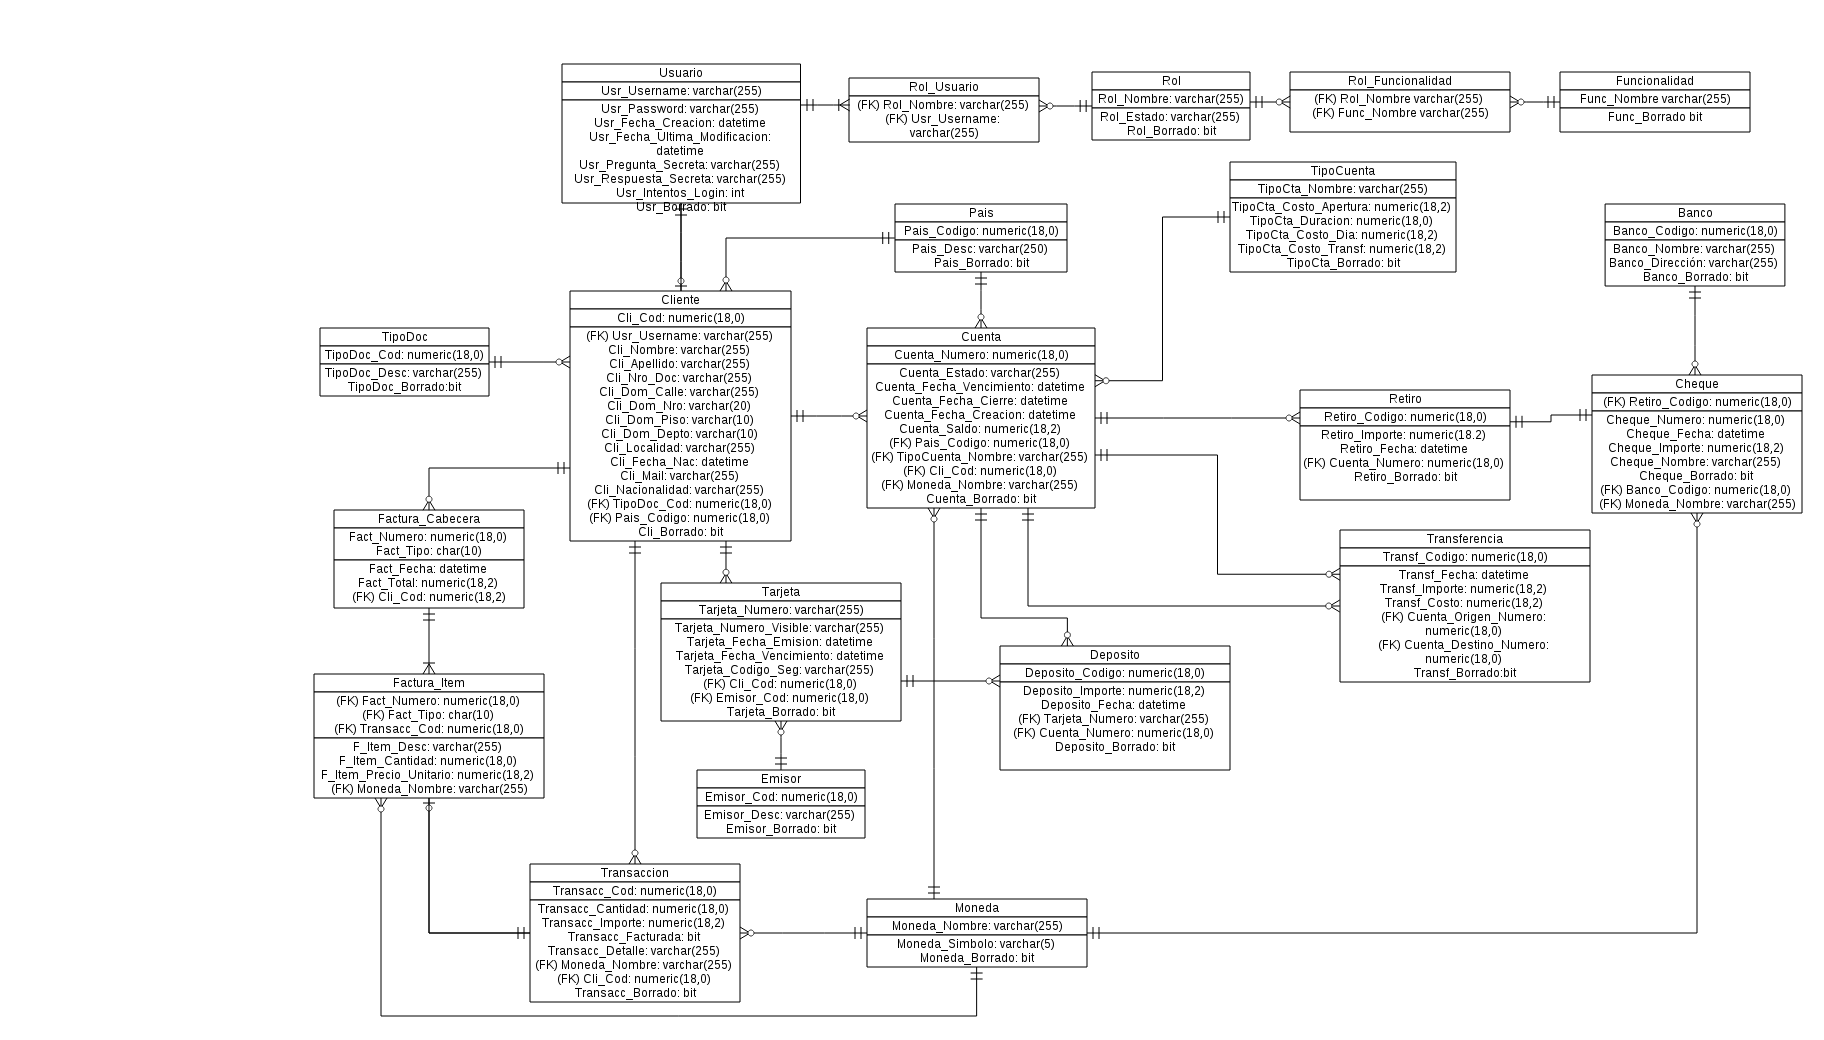 Usuario
Usr_Username: varchar(255)
Usr_Password: varchar(255)
Usr_Fecha_Creacion: datetime
Usr_Fecha_Ultima_Modificacion:
datetime
Usr_Pregunta_Secreta: varchar(255)
Usr_Respuesta_Secreta: varchar(255)
Usr_Intentos_Login: int
Usr_Borrado: bit
Rol_Usuario
(FK) Rol_Nombre: varchar(255)
(FK) Usr_Username:
varchar(255)
Rol
Rol_Nombre: varchar(255)
Rol_Estado: varchar(255)
Rol_Borrado: bit
Rol_Funcionalidad
(FK) Rol_Nombre varchar(255)
(FK) Func_Nombre varchar(255)
Funcionalidad
Func_Nombre varchar(255)
Func_Borrado bit
TipoCuenta
TipoCta_Nombre: varchar(255)
TipoCta_Costo_Apertura: numeric(18,2)
TipoCta_Duracion: numeric(18,0)
TipoCta_Costo_Dia: numeric(18,2)
TipoCta_Costo_Transf: numeric(18,2)
TipoCta_Borrado: bit
Pais
Pais_Codigo: numeric(18,0)
Pais_Desc: varchar(250)
Pais_Borrado: bit
Banco
Banco_Codigo: numeric(18,0)
Banco_Nombre: varchar(255)
Banco_Dirección: varchar(255)
Banco_Borrado: bit
TipoDoc
TipoDoc_Cod: numeric(18,0)
TipoDoc_Desc: varchar(255)
TipoDoc_Borrado:bit
Cliente
Cli_Cod: numeric(18,0)
(FK) Usr_Username: varchar(255)
Cli_Nombre: varchar(255)
Cli_Apellido: varchar(255)
Cli_Nro_Doc: varchar(255)
Cli_Dom_Calle: varchar(255)
Cli_Dom_Nro: varchar(20)
Cli_Dom_Piso: varchar(10)
Cli_Dom_Depto: varchar(10)
Cli_Localidad: varchar(255)
Cli_Fecha_Nac: datetime
Cli_Mail: varchar(255)
Cli_Nacionalidad: varchar(255)
(FK) TipoDoc_Cod: numeric(18,0)
(FK) Pais_Codigo: numeric(18,0)
Cli_Borrado: bit
Cuenta
Cuenta_Numero: numeric(18,0)
Cuenta_Estado: varchar(255)
Cuenta_Fecha_Vencimiento: datetime
Cuenta_Fecha_Cierre: datetime
Cuenta_Fecha_Creacion: datetime
Cuenta_Saldo: numeric(18,2)
(FK) Pais_Codigo: numeric(18,0)
(FK) TipoCuenta_Nombre: varchar(255)
(FK) Cli_Cod: numeric(18,0)
(FK) Moneda_Nombre: varchar(255)
Cuenta_Borrado: bit
Retiro
Retiro_Codigo: numeric(18,0)
Retiro_Importe: numeric(18.2)
Retiro_Fecha: datetime
(FK) Cuenta_Numero: numeric(18,0)
Retiro_Borrado: bit
Cheque
(FK) Retiro_Codigo: numeric(18,0)
Cheque_Numero: numeric(18,0)
Cheque_Fecha: datetime
Cheque_Importe: numeric(18,2)
Cheque_Nombre: varchar(255)
Cheque_Borrado: bit
(FK) Banco_Codigo: numeric(18,0)
(FK) Moneda_Nombre: varchar(255)
Factura_Cabecera
Fact_Numero: numeric(18,0)
Fact_Tipo: char(10)
Fact_Fecha: datetime
Fact_Total: numeric(18,2)
(FK) Cli_Cod: numeric(18,2)
Transferencia
Transf_Codigo: numeric(18,0)
Transf_Fecha: datetime
Transf_Importe: numeric(18,2)
Transf_Costo: numeric(18,2)
(FK) Cuenta_Origen_Numero:
numeric(18,0)
(FK) Cuenta_Destino_Numero:
numeric(18,0)
Transf_Borrado:bit
Tarjeta
Tarjeta_Numero: varchar(255)
Tarjeta_Numero_Visible: varchar(255)
Tarjeta_Fecha_Emision: datetime
Tarjeta_Fecha_Vencimiento: datetime
Tarjeta_Codigo_Seg: varchar(255)
(FK) Cli_Cod: numeric(18,0)
(FK) Emisor_Cod: numeric(18,0)
Tarjeta_Borrado: bit
Deposito
Deposito_Codigo: numeric(18,0)
Deposito_Importe: numeric(18,2)
Deposito_Fecha: datetime
(FK) Tarjeta_Numero: varchar(255)
(FK) Cuenta_Numero: numeric(18,0)
Deposito_Borrado: bit
Factura_Item
(FK) Fact_Numero: numeric(18,0)
(FK) Fact_Tipo: char(10)
(FK) Transacc_Cod: numeric(18,0)
F_Item_Desc: varchar(255)
F_Item_Cantidad: numeric(18,0)
F_Item_Precio_Unitario: numeric(18,2)
(FK) Moneda_Nombre: varchar(255)
Emisor
Emisor_Cod: numeric(18,0)
Emisor_Desc: varchar(255)
Emisor_Borrado: bit
Transaccion
Transacc_Cod: numeric(18,0)
Transacc_Cantidad: numeric(18,0)
Transacc_Importe: numeric(18,2)
Transacc_Facturada: bit
Transacc_Detalle: varchar(255)
(FK) Moneda_Nombre: varchar(255)
(FK) Cli_Cod: numeric(18,0)
Transacc_Borrado: bit
Moneda
Moneda_Nombre: varchar(255)
Moneda_Simbolo: varchar(5)
Moneda_Borrado: bit